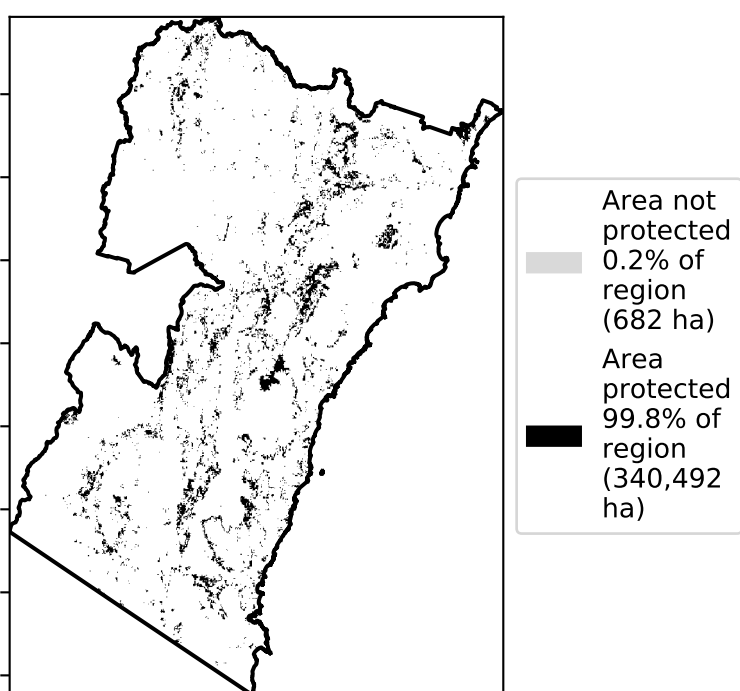 Area not
protected
0.2% of
region
(682 ha)
Area
protected
99.8% of
region
(340,492
ha)